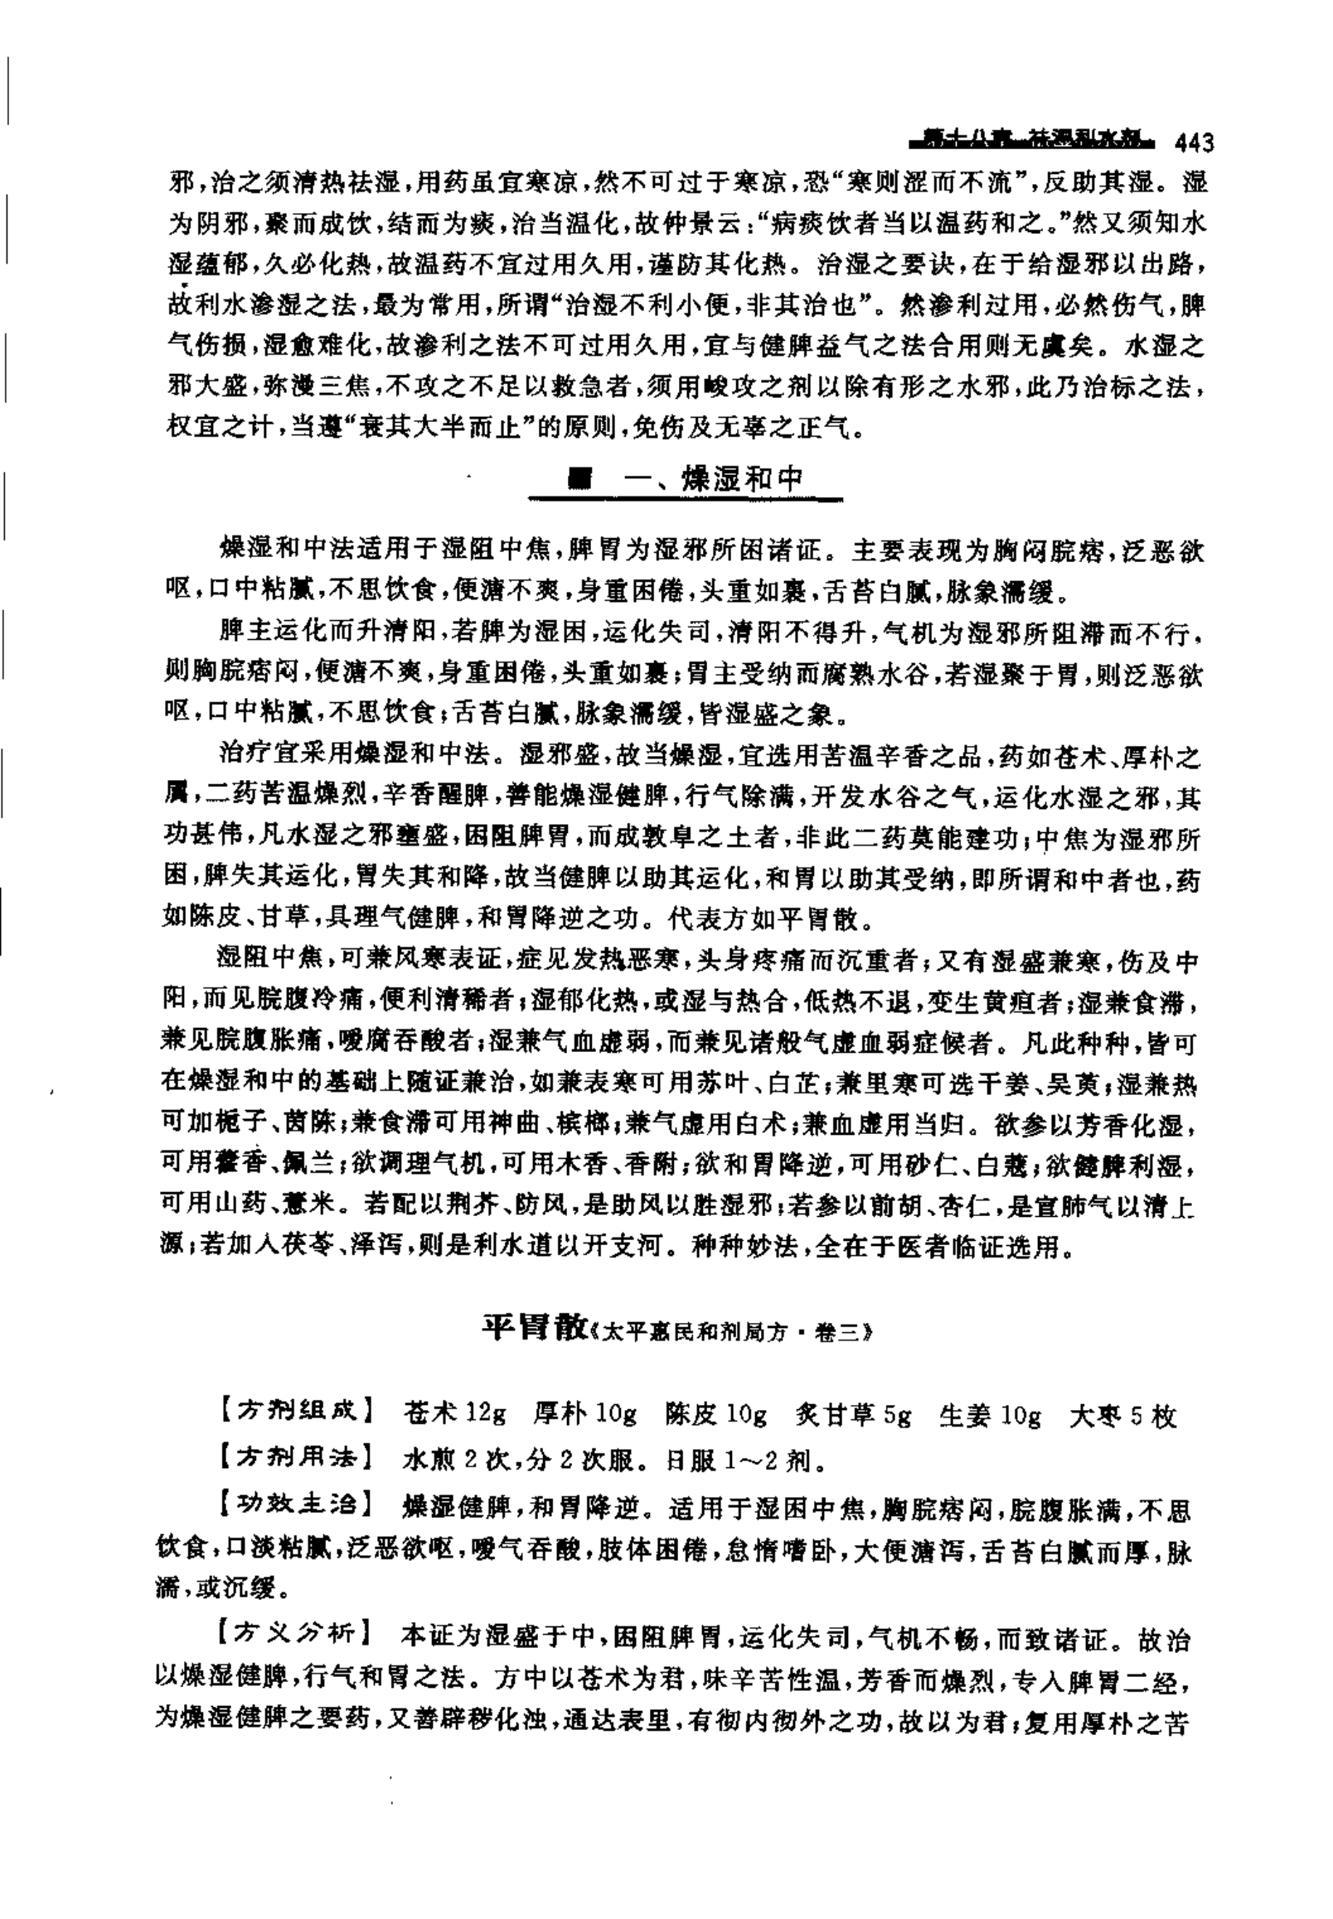 第十八章 祛湿利水剂 443
邪,治之须清热祛湿,用药虽宜寒凉,然不可过于寒凉,恐“寒则涩而不流”,反助其湿。湿
为阴邪,聚而成饮,结而为痰,治当温化,故仲景云:“病痰饮者当以温药和之。”然又须知水
湿蕴郁,久必化热,故温药不宜过用久用,谨防其化热。治湿之要诀,在于给湿邪以出路,
故利水渗湿之法,最为常用,所谓“治湿不利小便,非其治也”。然渗利过用,必然伤气,脾
气伤损,湿愈难化,故渗利之法不可过用久用,宜与健脾益气之法合用则无虞矣。水湿之
邪大盛,弥漫三焦,不攻之不足以救急者,须用峻攻之剂以除有形之水邪,此乃治标之法,
权宜之计,当遵“衰其大半而止”的原则,免伤及无辜之正气。
一、燥湿和中
燥湿和中法适用于湿阻中焦,脾胃为湿邪所困诸证。主要表现为胸闷脘痞,泛恶欲
呕,口中粘腻,不思饮食,便溏不爽,身重困倦,头重如裹,舌苔白腻,脉象濡缓。
脾主运化而升清阳,若脾为湿困,运化失司,清阳不得升,气机为湿邪所阻滞而不行,
则胸脘痞闷,便溏不爽,身重困倦,头重如裹;胃主受纳而腐熟水谷,若湿聚于胃,则泛恶欲
呕,口中粘腻,不思饮食;舌苔白腻,脉象濡缓,皆湿盛之象。
治疗宜采用燥湿和中法。湿邪盛,故当燥湿,宜选用苦温辛香之品,药如苍术、厚朴之
属,二药苦温燥烈,辛香醒脾,善能燥湿健脾,行气除满,开发水谷之气,运化水湿之邪,其
功甚伟,凡水湿之邪壅盛,困阻脾胃,而成敦阜之土者,非此二药莫能建功;中焦为湿邪所
困,脾失其运化,胃失其和降,故当健脾以助其运化,和胃以助其受纳,即所谓和中者也,药
如陈皮、甘草,具理气健脾,和胃降逆之功。代表方如平胃散。
湿阻中焦,可兼风寒表证,症见发热恶寒,头身疼痛而沉重者;又有湿盛兼寒,伤及中
阳,而见脘腹冷痛,便利清稀者;湿郁化热,或湿与热合,低热不退,变生黄疸者;湿兼食滞,
兼见脘腹胀痛,嗳腐吞酸者;湿兼气血虚弱,而兼见诸般气虚血弱症候者。凡此种种,皆可
在燥湿和中的基础上随证兼治,如兼表寒可用苏叶、白芷;兼里寒可选干姜、吴萸;湿兼热
可加栀子、茵陈;兼食滞可用神曲、槟榔;兼气虚用白术;兼血虚用当归。欲参以芳香化湿,
可用藿香、佩兰;欲调理气机,可用木香、香附;欲和胃降逆,可用砂仁、白蔻;欲健脾利湿,
可用山药、薏米。若配以荆芥、防风,是助风以胜湿邪;若参以前胡、杏仁,是宣肺气以清上
源;若加入茯苓、泽泻,则是利水道以开支河。种种妙法,全在于医者临证选用。
平胃散《太平惠民和剂局方·卷三》
【方剂组成】 苍术 12g 厚朴 10g 陈皮 10g 炙甘草 5g 生姜 10g 大枣 5 枚
【方剂用法】 水煎 2 次,分 2 次服。日服 1～2 剂。
【功效主治】 燥湿健脾,和胃降逆。适用于湿困中焦,胸脘痞闷,脘腹胀满,不思
饮食,口淡粘腻,泛恶欲呕,嗳气吞酸,肢体困倦,怠惰嗜卧,大便溏泻,舌苔白腻而厚,脉
濡,或沉缓。
【方义分析】 本证为湿盛于中,困阻脾胃,运化失司,气机不畅,而致诸证。故治
以燥湿健脾,行气和胃之法。方中以苍术为君,味辛苦性温,芳香而燥烈,专入脾胃二经,
为燥湿健脾之要药,又善辟秽化浊,通达表里,有彻内彻外之功,故以为君;复用厚朴之苦